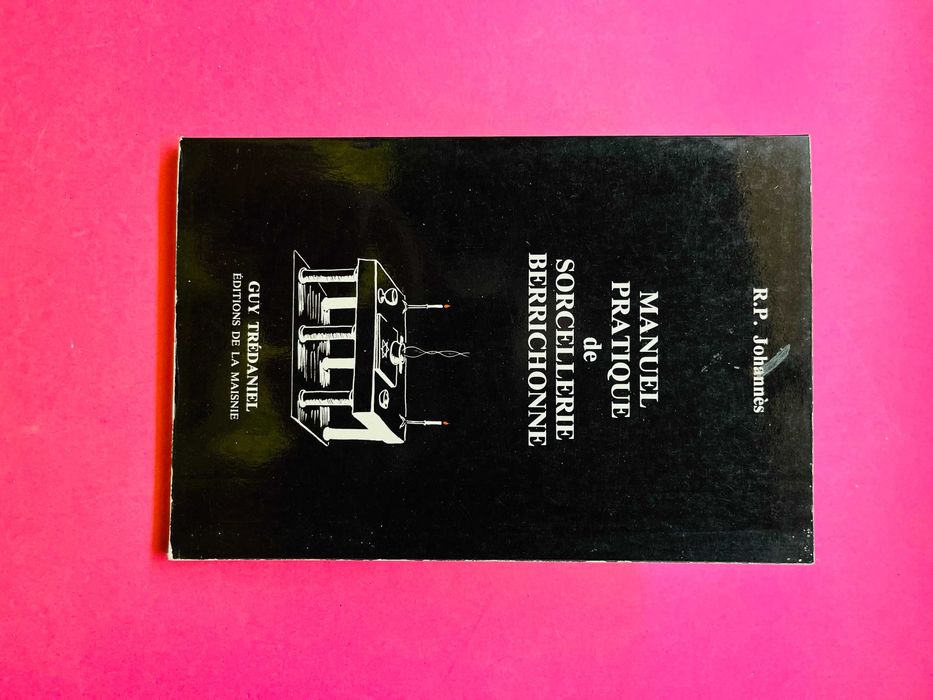 R.P. Johannès
MANUEL
PRATIQUE
de
SORCELLERIE
BERRICHONNE
GUY TRÉDANIEL
ÉDITIONS DE LA MAISNIE